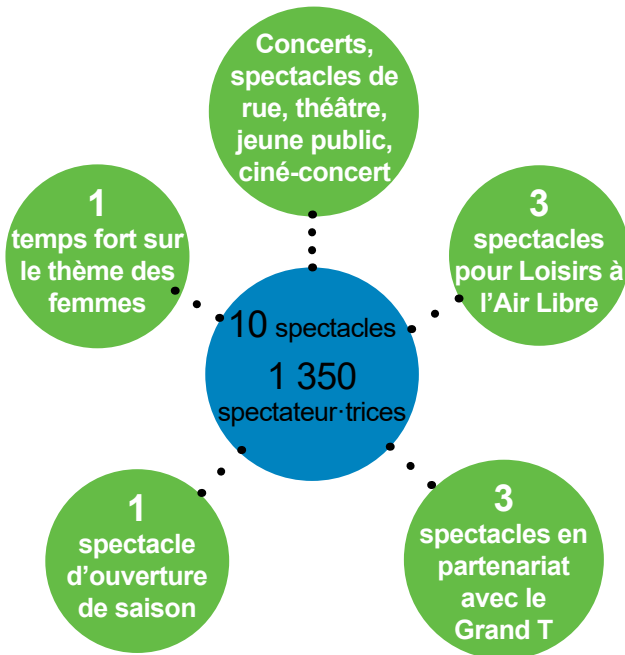 Concerts,
spectacles de
rue, théâtre,
jeune public,
ciné-concert
1
temps fort sur
le thème des
femmes
3
spectacles
pour Loisirs à
l'Air Libre
10 spectacles
1 350
spectateur·trices
1
spectacle
d'ouverture
de saison
3
spectacles en
partenariat
avec le
Grand T